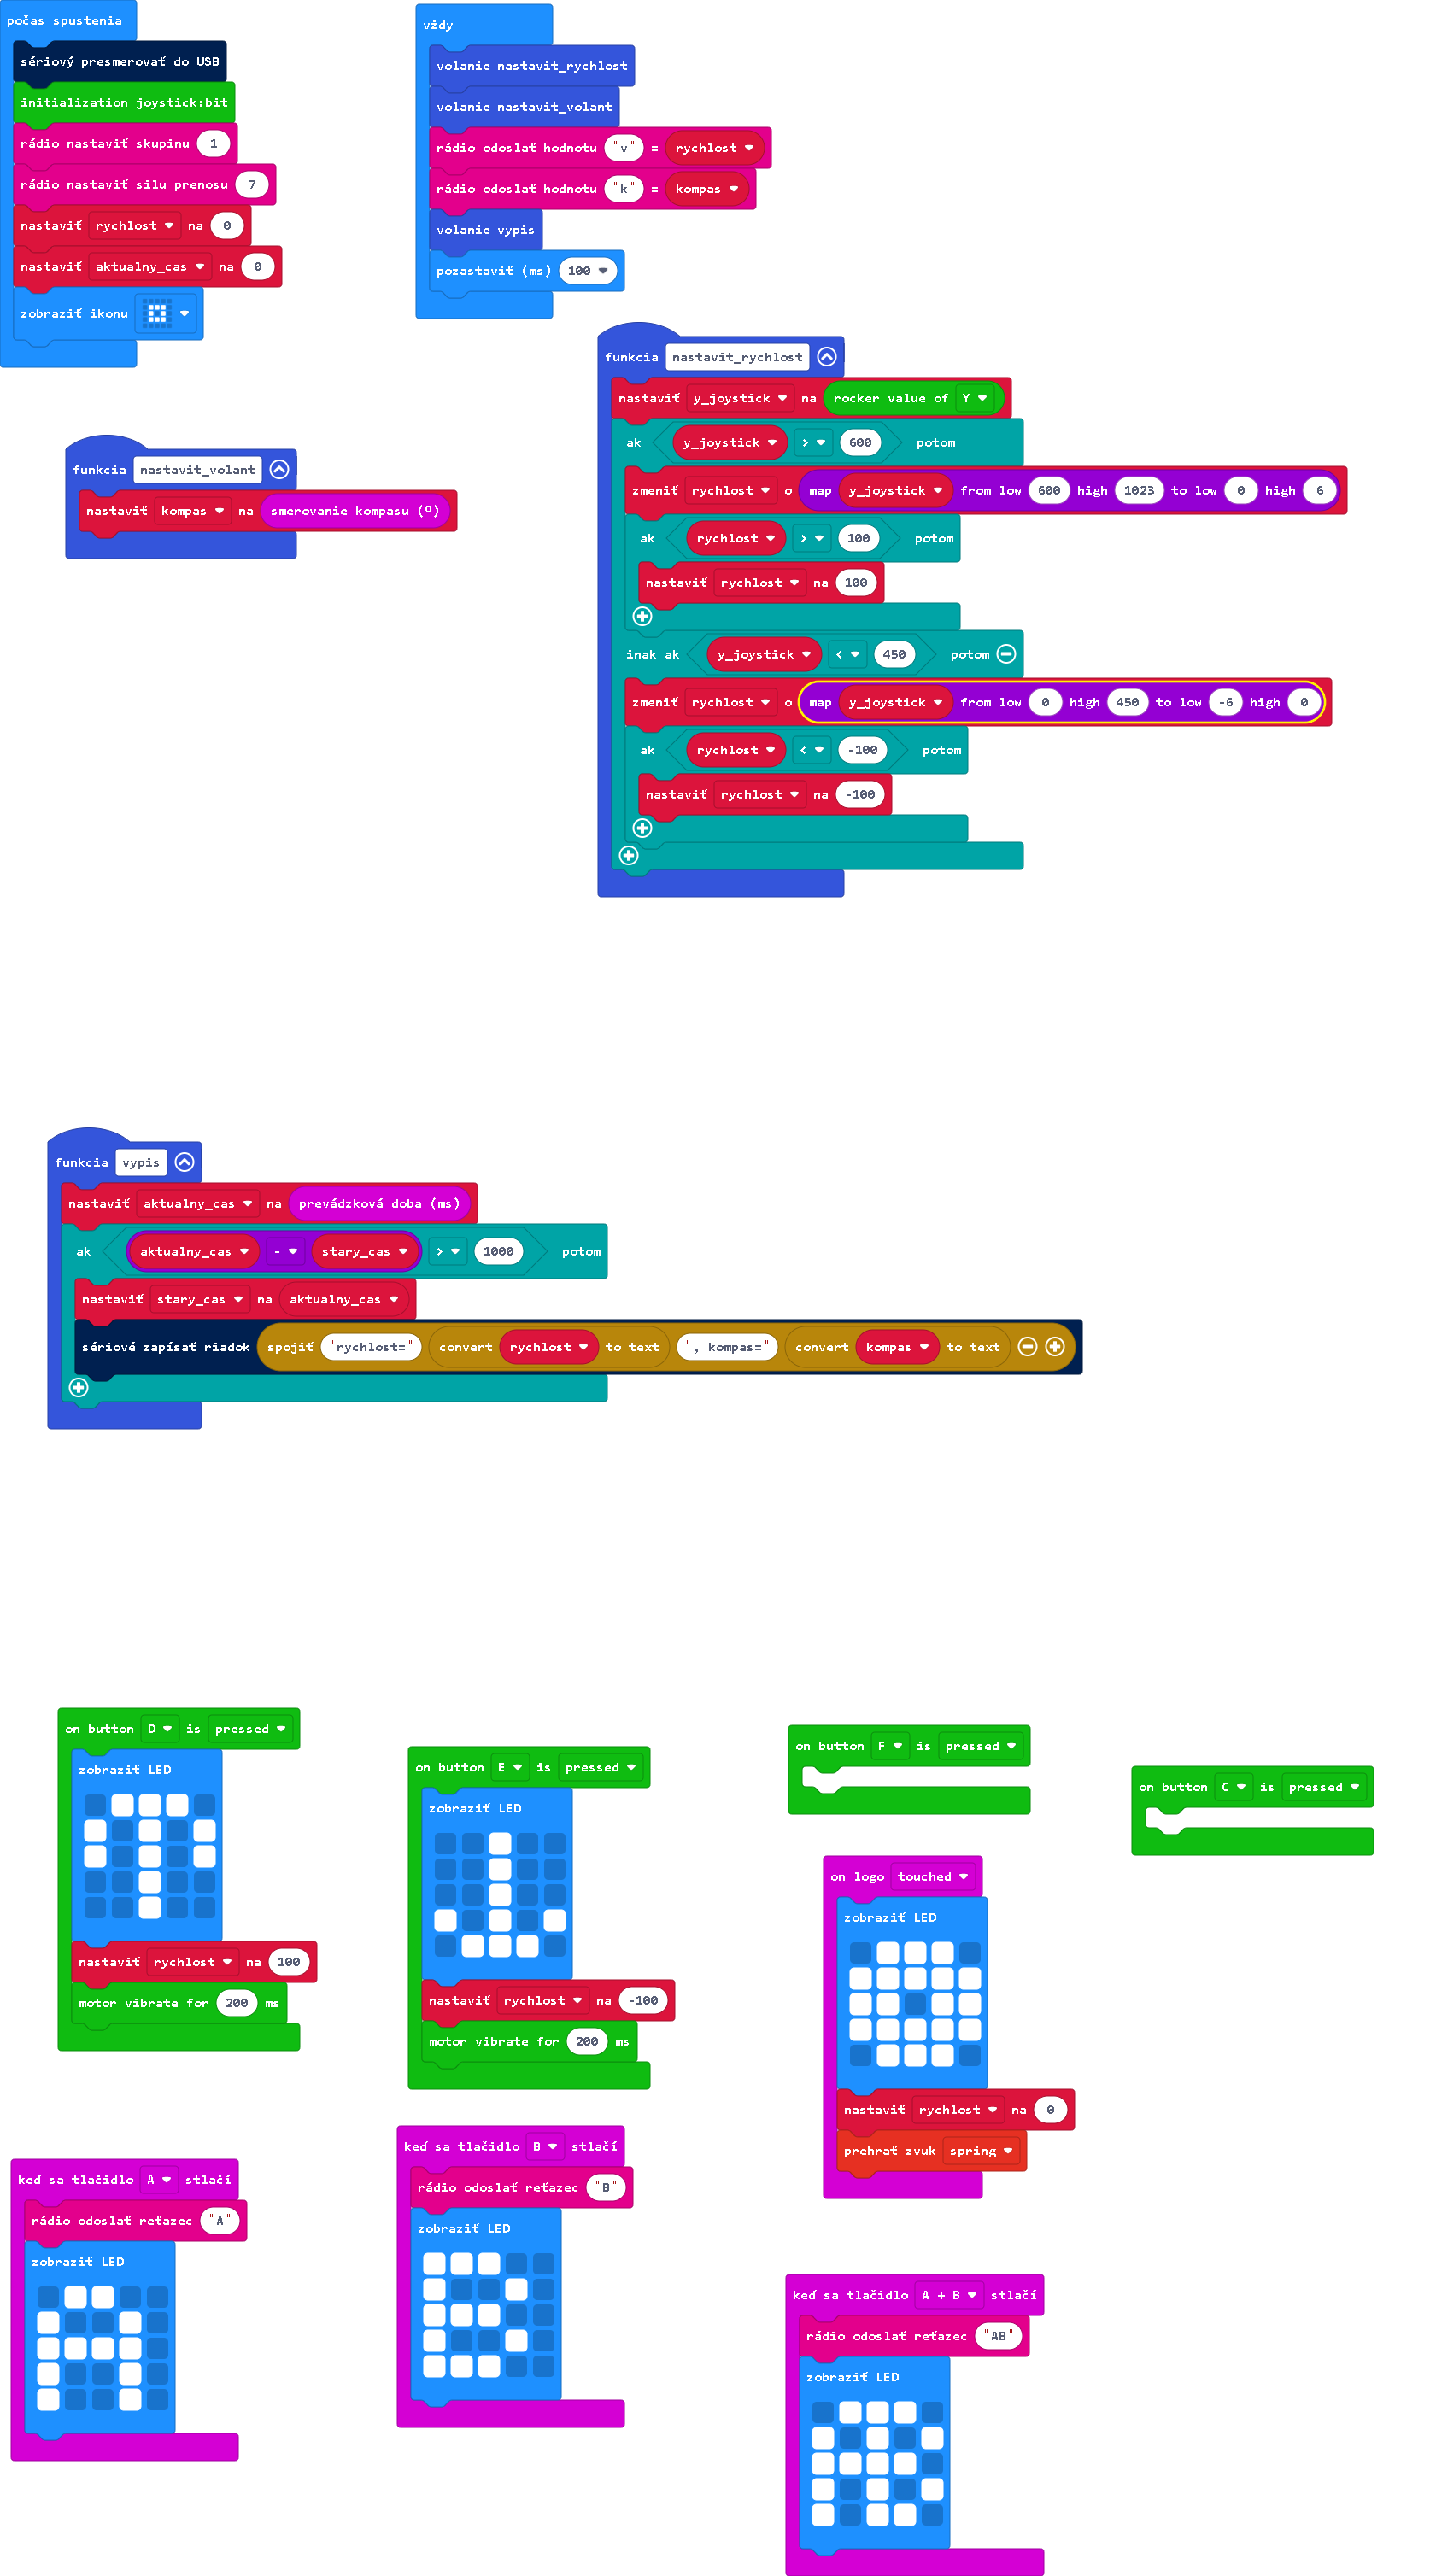 počas spustenia
sériový presmerovať do USB
initialization joystick:bit
rádio nastaviť skupinu 1
rádio nastaviť silu prenosu 7
nastaviť rychlost na 0
nastaviť aktualny_cas na 0
zobraziť ikonu
vždy
volanie nastavit_rychlost
volanie nastavit_volant
rádio odoslať hodnotu "v" = rychlost
rádio odoslať hodnotu "k" = kompas
volanie vypis
pozastaviť (ms) 100
funkcia nastavit_rychlost
nastaviť y_joystick na rocker value of Y
ak y_joystick > 600 potom
zmeniť rychlost o map y_joystick from low 600 high 1023 to low 0 high 6
ak rychlost > 100 potom
nastaviť rychlost na 100
inak ak y_joystick < 450 potom
zmeniť rychlost o map y_joystick from low 0 high 450 to low -6 high 0
ak rychlost < -100 potom
nastaviť rychlost na -100
funkcia nastavit_volant
nastaviť kompas na smerovanie kompasu (º)
funkcia vypis
nastaviť aktualny_cas na prevádzková doba (ms)
ak aktualny_cas - stary_cas > 1000 potom
nastaviť stary_cas na aktualny_cas
sériové zapísať riadok spojiť "rychlost=" convert rychlost to text ", kompas=" convert kompas to text
on button D is pressed
zobraziť LED
nastaviť rychlost na 100
motor vibrate for 200 ms
on button E is pressed
zobraziť LED
nastaviť rychlost na -100
motor vibrate for 200 ms
on button F is pressed
on button C is pressed
on logo touched
zobraziť LED
nastaviť rychlost na 0
prehrať zvuk spring
keď sa tlačidlo A stlačí
rádio odoslať reťazec "A"
zobraziť LED
keď sa tlačidlo B stlačí
rádio odoslať reťazec "B"
zobraziť LED
keď sa tlačidlo A + B stlačí
rádio odoslať reťazec "AB"
zobraziť LED